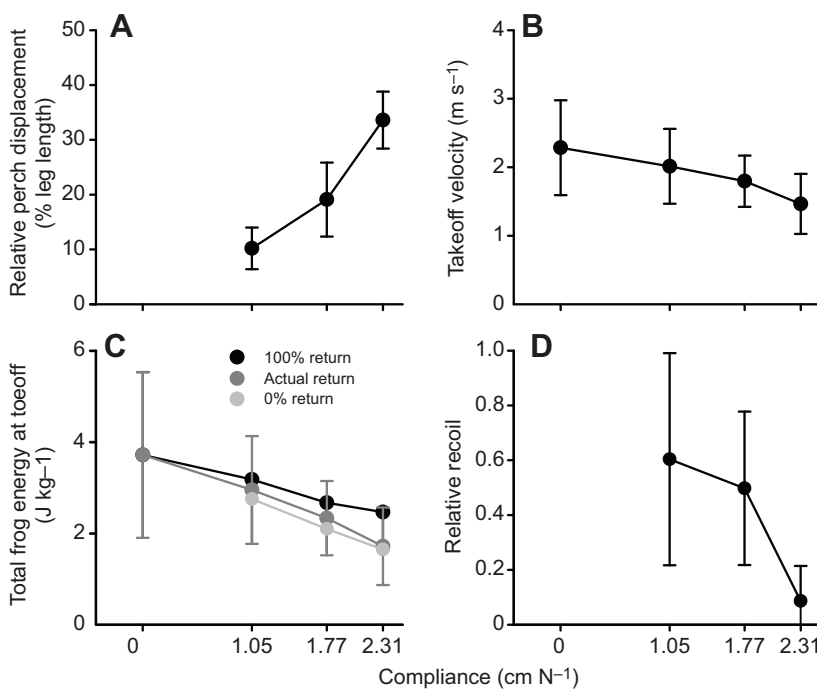 A
Relative perch displacement
(% leg length)
50
40
30
20
10
0
B
Takeoff velocity (m s–1)
4
3
2
1
0
C
Total frog energy at toeoff
(J kg–1)
6
4
2
0
100% return
Actual return
0% return
0
1.05
1.77
2.31
D
Relative recoil
1.0
0.8
0.6
0.4
0.2
0
0
1.05
1.77
2.31
Compliance (cm N–1)